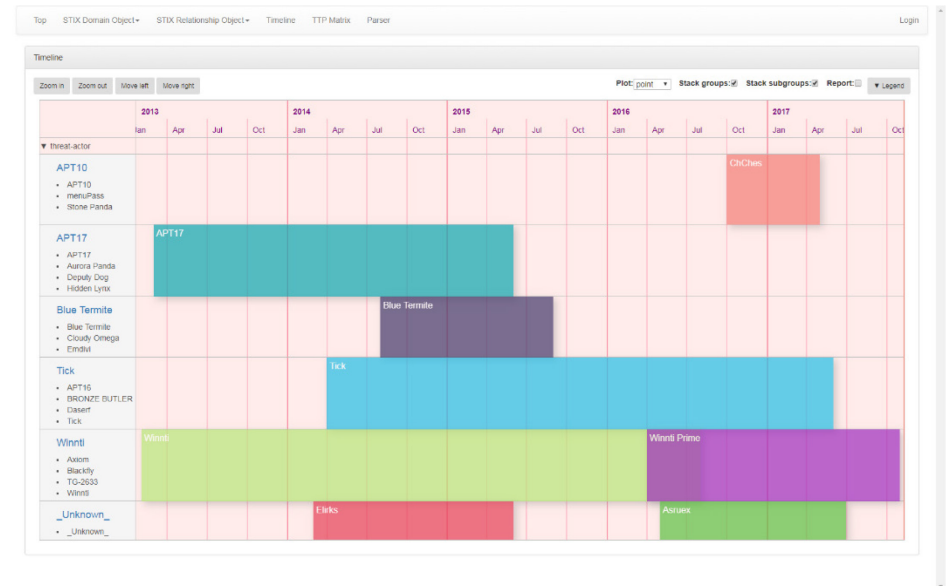 Top STIX Domain Object STIX Relationship Object Timeline TTP Matrix Parser Login
Timeline
Zoom in Zoom out Move left Move right Plot: point Stack groups: Stack subgroups: Report: ▼ Legend
2013 2014 2015 2016 2017
Jan Apr Jul Oct Jan Apr Jul Oct Jan Apr Jul Oct Jan Apr Jul Oct Jan Apr Jul Oct
▼ threat-actor
APT10
• APT10
• menuPass
• Stone Panda
ChChes
APT17
• APT17
• Aurora Panda
• Deputy Dog
• Hidden Lynx
APT17
Blue Termite
• Blue Termite
• Cloudy Omega
• Emdivi
Blue Termite
Tick
• APT16
• BRONZE BUTLER
• Daserf
• Tick
Tick
Winnti
• Axiom
• Blackfly
• TG-2633
• Winnti
Winnti
Winnti Primo
_Unknown_
• _Unknown_
Elirks
Asruex